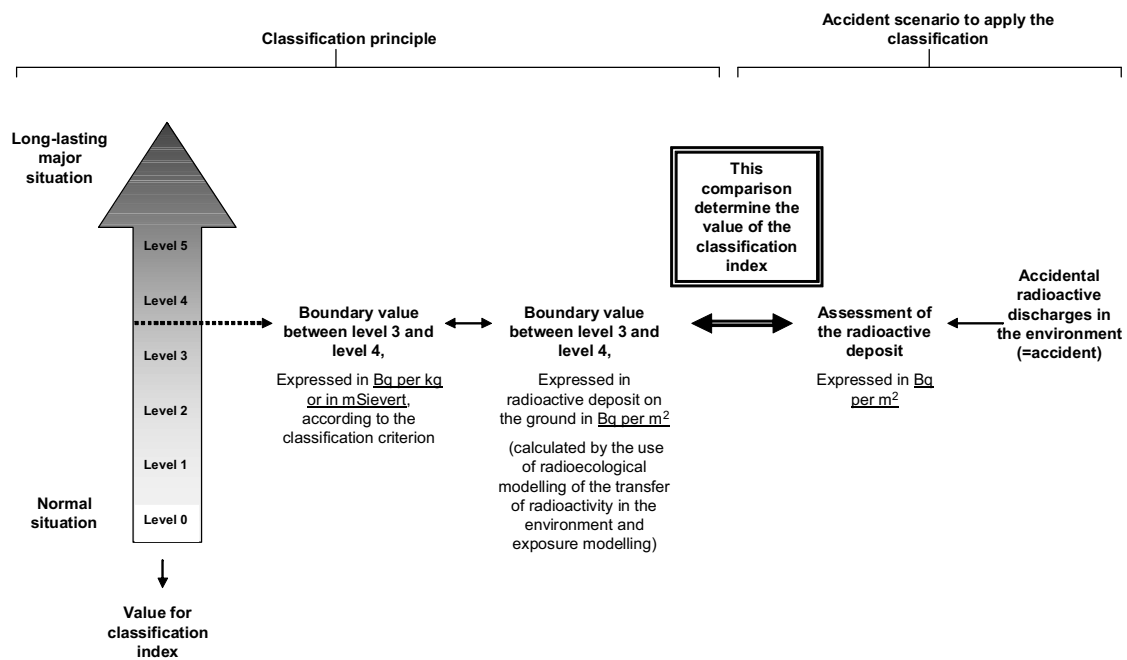 Classification principle
Accident scenario to apply the
classification
Long-lasting
major
situation
Level 5
Level 4
Level 3
Level 2
Level 1
Level 0
Normal
situation
Value for
classification
index
Boundary value
between level 3 and
level 4,
Expressed in Bq per kg
or in mSievert,
according to the
classification criterion
Boundary value
between level 3 and
level 4,
Expressed in
radioactive deposit on
the ground in Bq per m2
(calculated by the use
of radioecological
modelling of the transfer
of radioactivity in the
environment and
exposure modelling)
This
comparison
determine the
value of the
classification
index
Assessment of
the radioactive
deposit
Expressed in Bq
per m2
Accidental
radioactive
discharges in
the environment
(=accident)